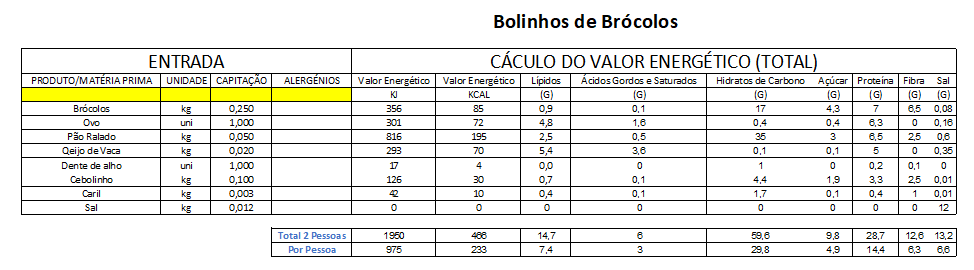 Bolinhos de Brócolos
ENTRADA CÁCULO DO VALOR ENERGÉTICO (TOTAL)
PRODUTO/MATÉRIA PRIMA UNIDADE CAPITAÇÃO ALERGÉNIOS Valor Energético Valor Energético Lípidos Ácidos Gordos e Saturados Hidratos de Carbono Açúcar Proteína Fibra Sal
KI KCAL (G) (G) (G) (G) (G) (G) (G)
Brócolos kg 0,250 356 85 0,9 0,1 17 4,3 7 6,5 0,08
Ovo uni 1,000 301 72 4,8 1,6 0,4 0,4 6,3 0 0,16
Pão Ralado kg 0,050 816 195 2,5 0,5 35 3 6,5 2,5 0,6
Qeijo de Vaca kg 0,020 293 70 5,4 3,6 0,1 0,1 5 0 0,35
Dente de alho uni 1,000 17 4 0,0 0 1 0 0,2 0,1 0
Cebolinho kg 0,100 126 30 0,7 0,1 4,4 1,9 3,3 2,5 0,01
Caril kg 0,003 42 10 0,4 0,1 1,7 0,1 0,4 1 0,01
Sal kg 0,012 0 0 0 0 0 0 0 0 12
Total 2 Pessoas 1950 466 14,7 6 59,6 9,8 28,7 12,6 13,2
Por Pessoa 975 233 7,4 3 29,8 4,9 14,4 6,3 6,6